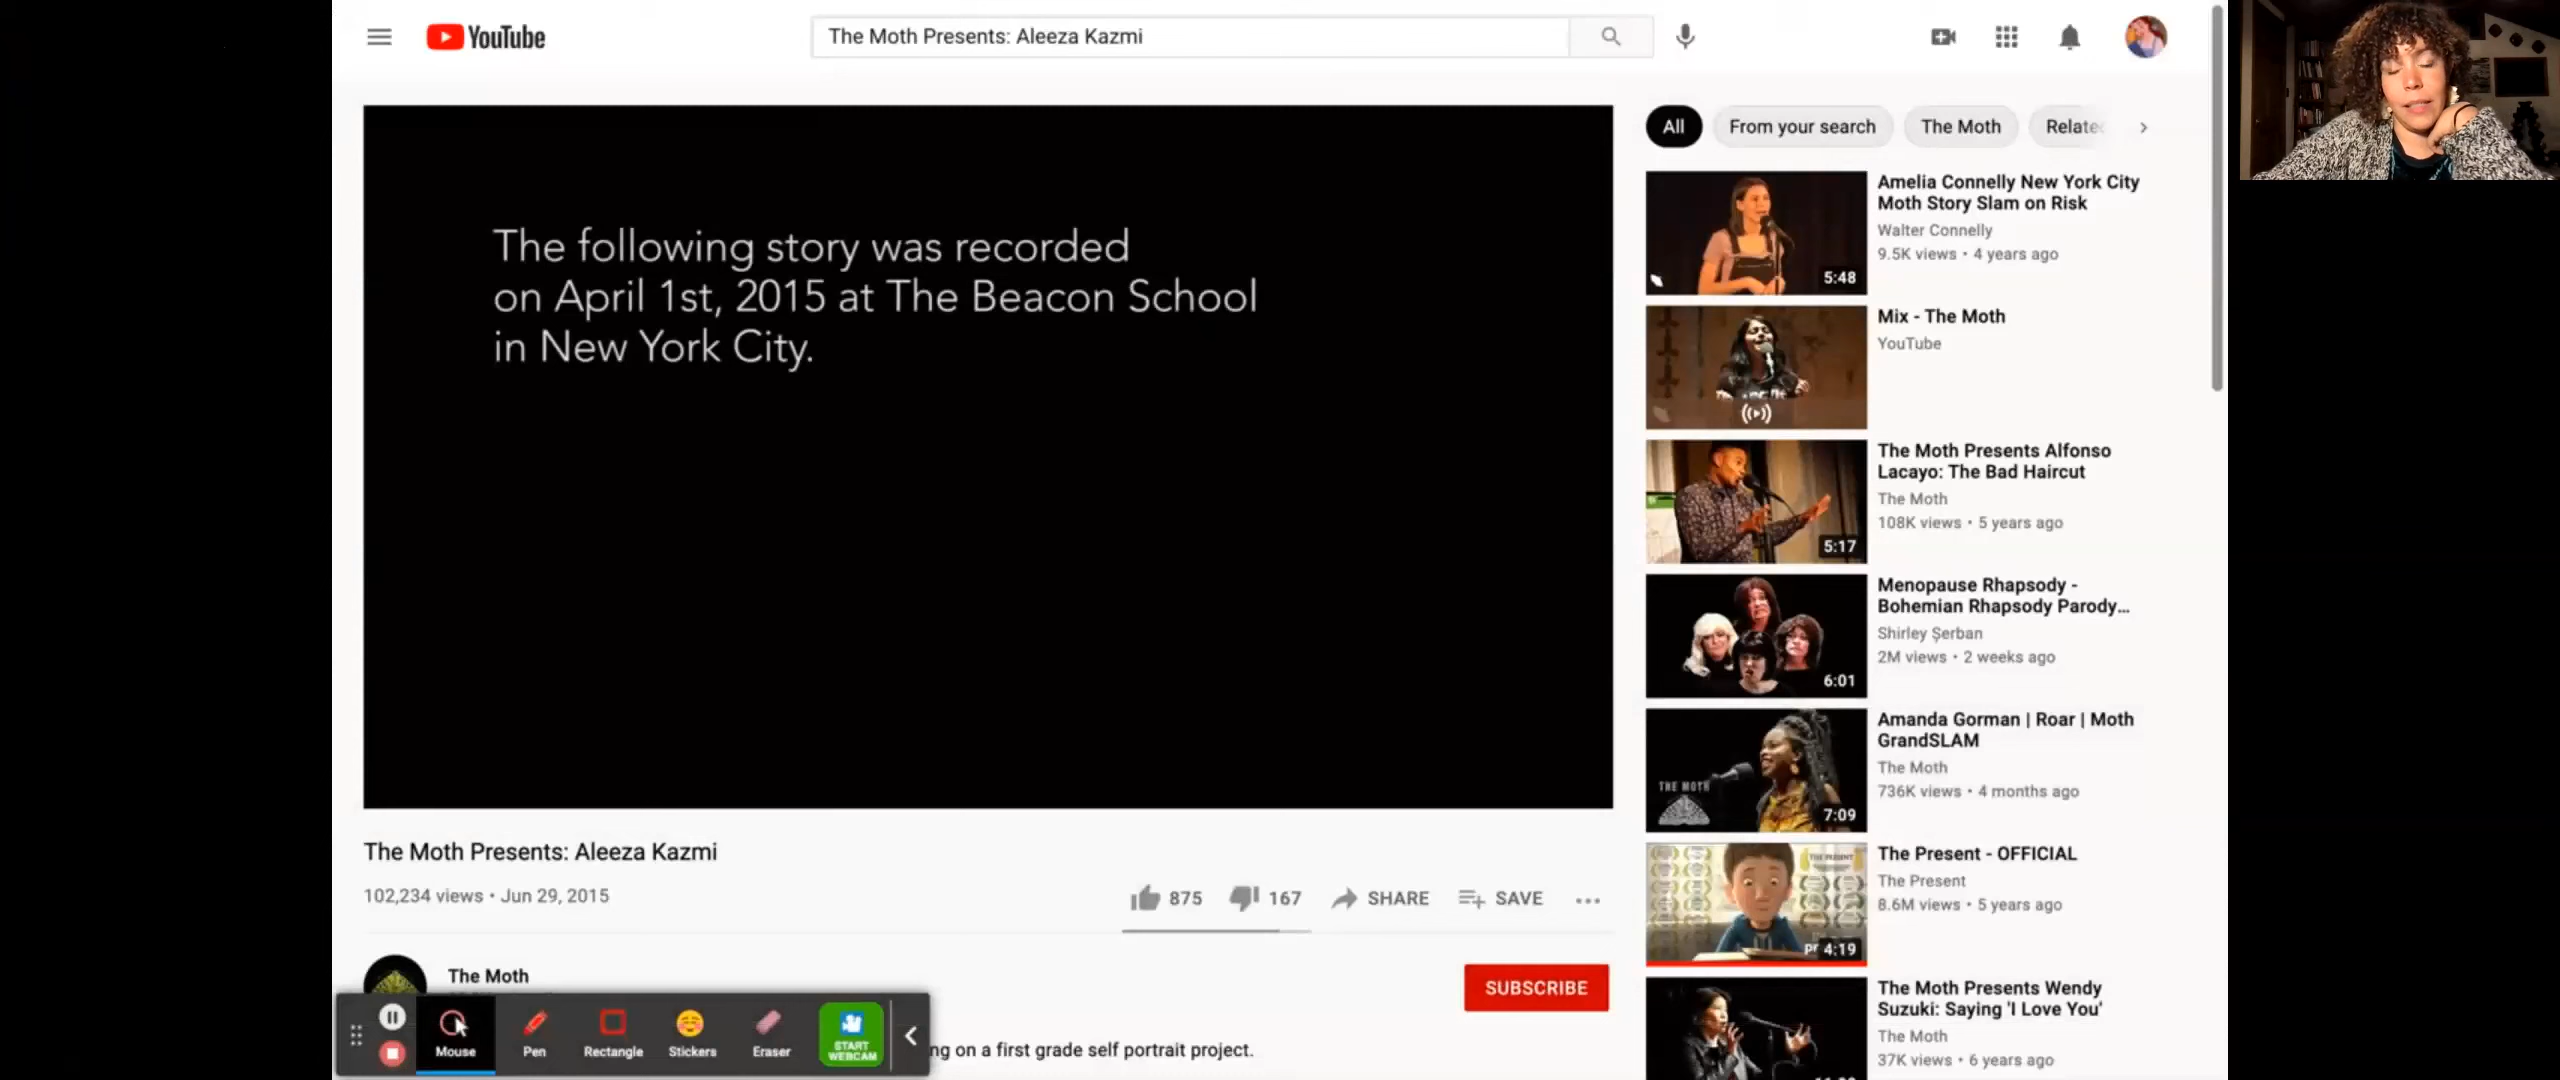 YouTube
The Moth Presents: Aleeza Kazmi
The following story was recorded
on April 1st, 2015 at The Beacon School
in New York City.
The Moth Presents: Aleeza Kazmi
102,234 views • Jun 29, 2015
875
167
SHARE
SAVE
The Moth
SUBSCRIBE
ng on a first grade self portrait project.
Mouse
Pen
Rectangle
Stickers
Eraser
START
WEBCAM
All
From your search
The Moth
Relate
5:48
Amelia Connelly New York City
Moth Story Slam on Risk
Walter Connelly
9.5K views • 4 years ago
Mix - The Moth
YouTube
5:17
The Moth Presents Alfonso
Lacayo: The Bad Haircut
The Moth
108K views • 5 years ago
6:01
Menopause Rhapsody -
Bohemian Rhapsody Parody...
Shirley Şerban
2M views • 2 weeks ago
THE MOTH
7:09
Amanda Gorman | Roar | Moth
GrandSLAM
The Moth
736K views • 4 months ago
THE PRESENT
4:19
The Present - OFFICIAL
The Present
8.6M views • 5 years ago
The Moth Presents Wendy
Suzuki: Saying 'I Love You'
The Moth
37K views • 6 years ago